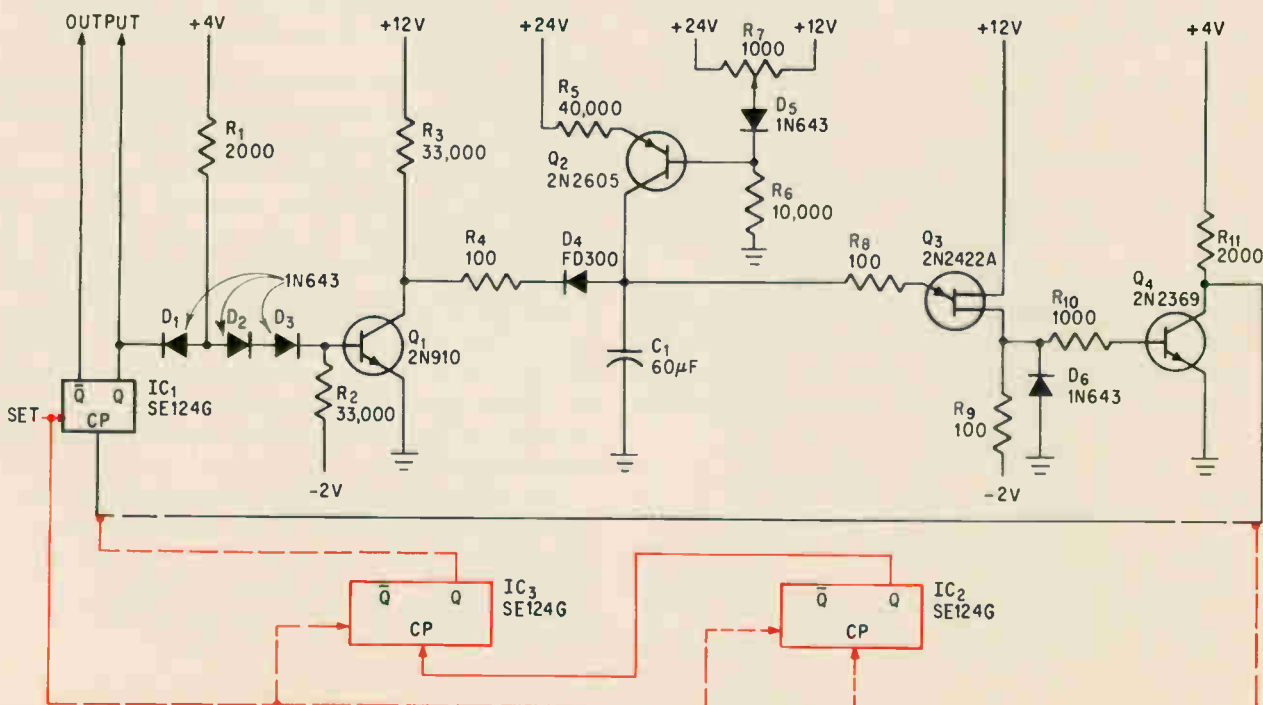 OUTPUT
+4V
+12V
+24V
+24V
R7
1000
+12V
+12V
+4V
R1
2000
R3
33,000
R5
40,000
D5
1N643
Q2
2N2605
R6
10,000
R4
100
D4
FD300
R8
100
Q3
2N2422A
R11
2000
1N643
D1
D2
D3
Q1
2N910
R10
1000
Q4
2N2369
C1
60μF
D6
1N643
R2
33,000
R9
100
Q̅ Q
CP
IC1
SE124G
SET
-2V
-2V
Q̅ Q
CP
IC3
SE124G
Q̅ Q
CP
IC2
SE124G